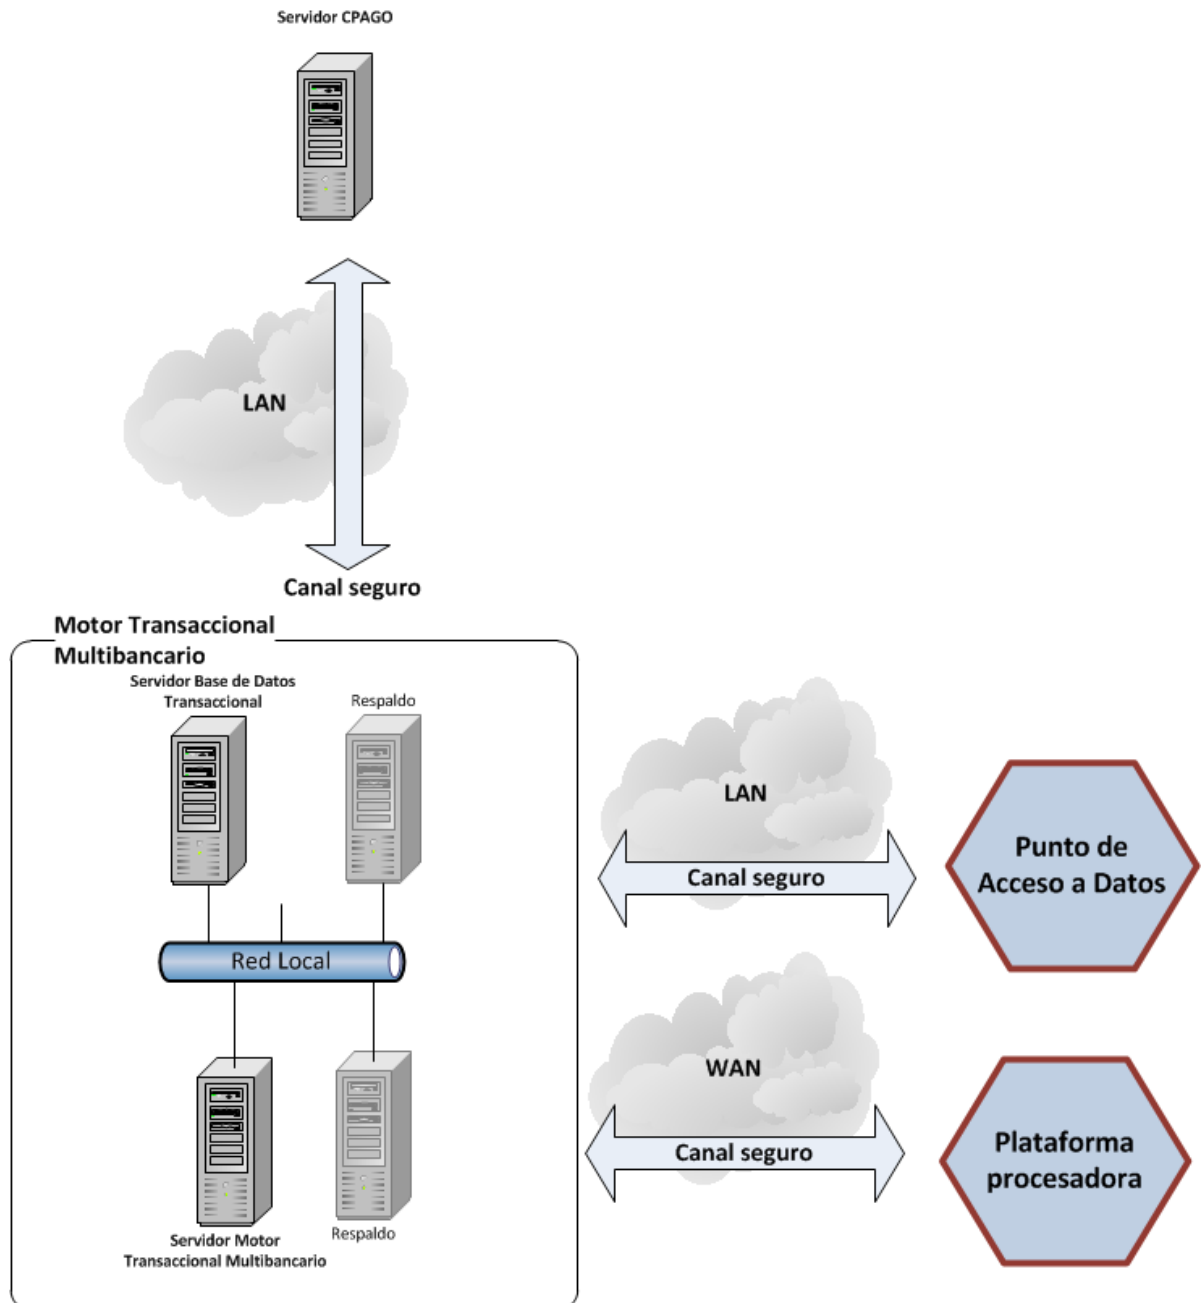 Servidor CPAGO
LAN
Canal seguro
Motor Transaccional
Multibancario
Servidor Base de Datos
Transaccional
Respaldo
Red Local
Servidor Motor
Transaccional Multibancario
Respaldo
LAN
Canal seguro
Punto de
Acceso a Datos
WAN
Canal seguro
Plataforma
procesadora